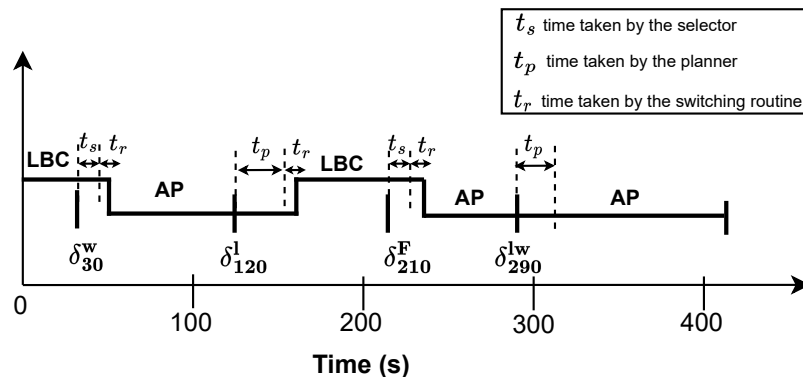 t_s time taken by the selector
t_p time taken by the planner
t_r time taken by the switching routine
t_s t_r t_p t_r t_s t_r t_p
LBC AP LBC AP AP
δ^w_30 δ^l_120 δ^F_210 δ^lw_290
0 100 200 300 400
Time (s)